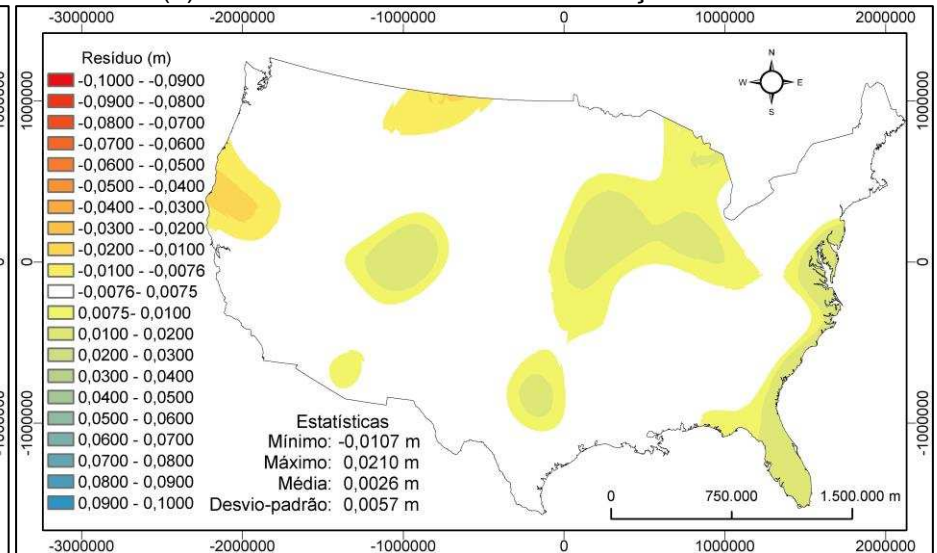 -3000000 -2000000 -1000000 0 1000000 2000000
N
W E
S
Resíduo (m)
-0,1000 - -0,0900
-0,0900 - -0,0800
-0,0800 - -0,0700
-0,0700 - -0,0600
-0,0600 - -0,0500
-0,0500 - -0,0400
-0,0400 - -0,0300
-0,0300 - -0,0200
-0,0200 - -0,0100
-0,0100 - -0,0076
-0,0076- 0,0075
0,0075- 0,0100
0,0100 - 0,0200
0,0200 - 0,0300
0,0300 - 0,0400
0,0400 - 0,0500
0,0500 - 0,0600
0,0600 - 0,0700
0,0700 - 0,0800
0,0800 - 0,0900
0,0900 - 0,1000
Estatísticas
Mínimo: -0,0107 m
Máximo: 0,0210 m
Média: 0,0026 m
Desvio-padrão: 0,0057 m
0 750.000 1.500.000 m
1000000
0
-1000000
1000000
0
-1000000
-3000000 -2000000 -1000000 0 1000000 2000000